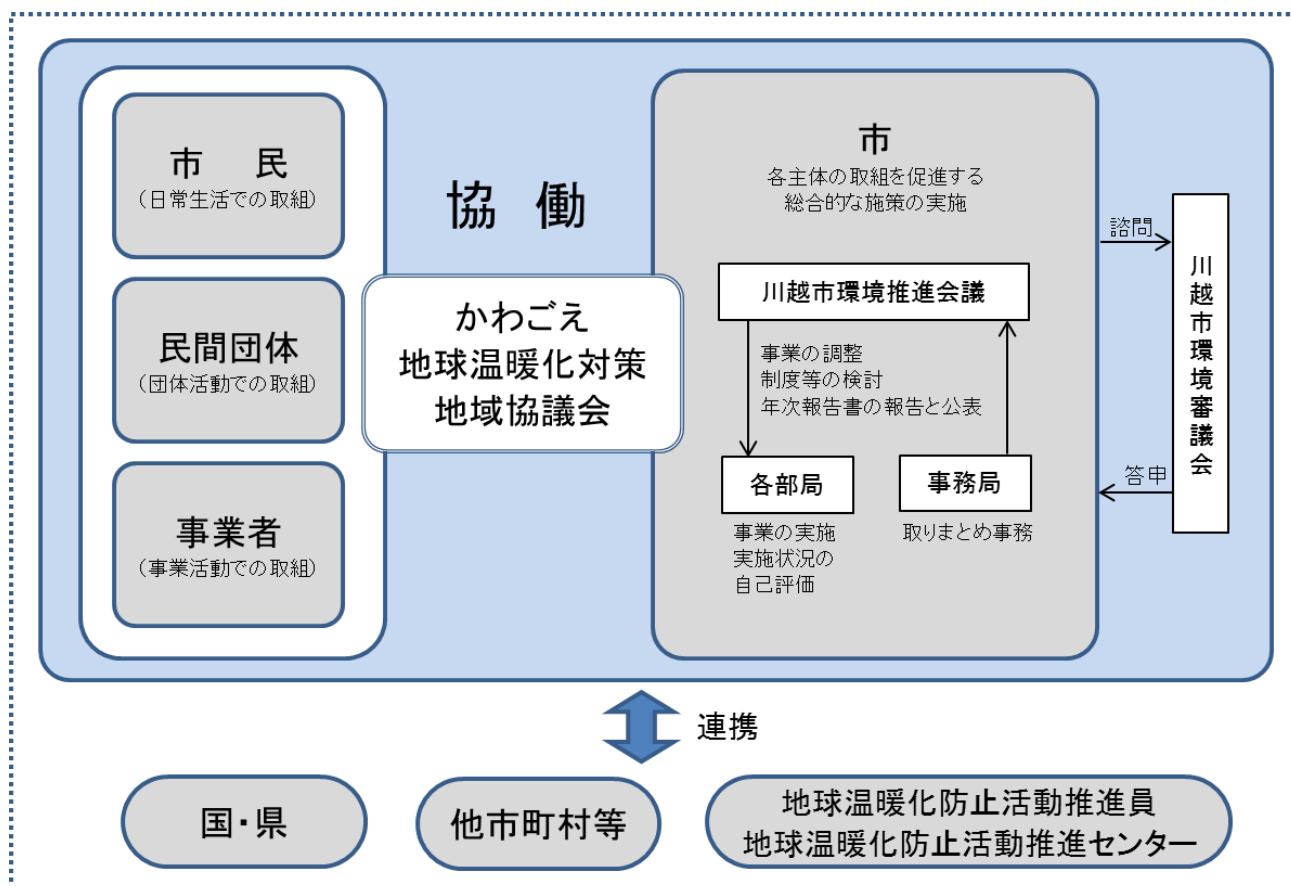 市　民
（日常生活での取組）
民間団体
（団体活動での取組）
事業者
（事業活動での取組）
協 働
かわごえ
地球温暖化対策
地域協議会
市
各主体の取組を促進する
総合的な施策の実施
川越市環境推進会議
事業の調整
制度等の検討
年次報告書の報告と公表
各部局
事業の実施
実施状況の
自己評価
事務局
取りまとめ事務
諮問
答申
川越市環境審議会
連携
国・県
他市町村等
地球温暖化防止活動推進員
地球温暖化防止活動推進センター